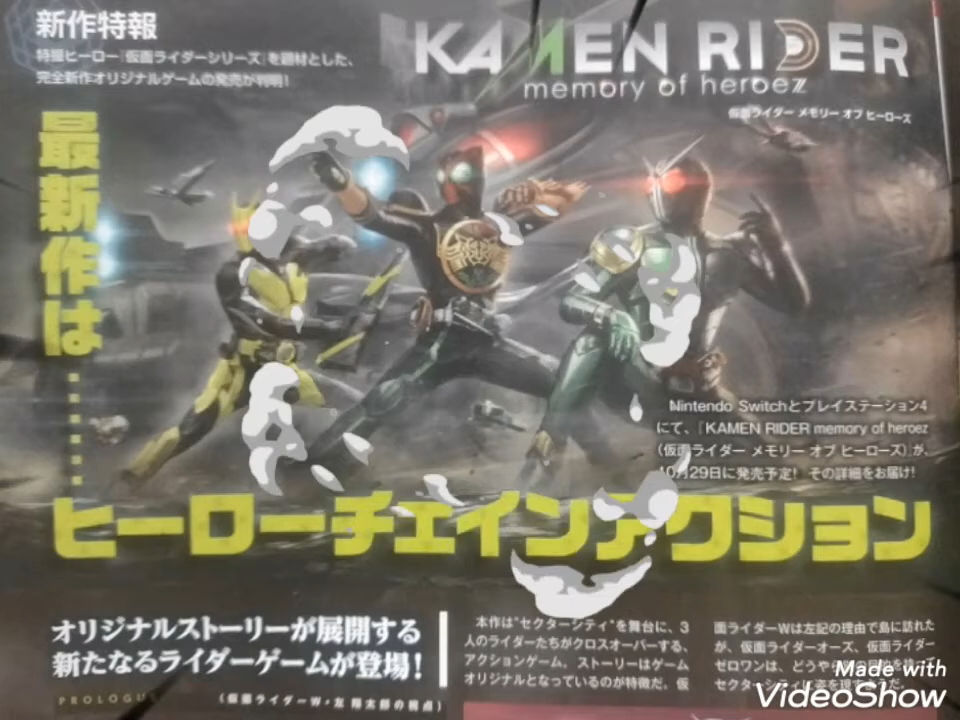 新作特報
特撮ヒーロー『仮面ライダーシリーズ』を題材とした、
完全新作オリジナルゲームの発売が判明!
KAMEN RIDER
memory of heroez
仮面ライダー メモリー オブ ヒーローズ
最新作は……
Nintendo Switchとプレイステーション4
にて、『KAMEN RIDER memory of heroez
(仮面ライダー メモリー オブ ヒーローズ)』が、
10月29日に発売予定! その詳細をお届け!
ヒーローチェインアクション
オリジナルストーリーが展開する
新たなるライダーゲームが登場!
PROLOGUE
(仮面ライダーW・左 翔太郎の視点)
本作は“セクターシティ”を舞台に、3
人のライダーたちがクロスオーバーする、
アクションゲーム。ストーリーはゲーム
オリジナルとなっているのが特徴だ。仮
面ライダーWは左記の理由で島に訪れた
が、仮面ライダーオーズ、仮面ライダー
ゼロワンは、どうや
セクターシティに姿を現す
Made with
VideoShow